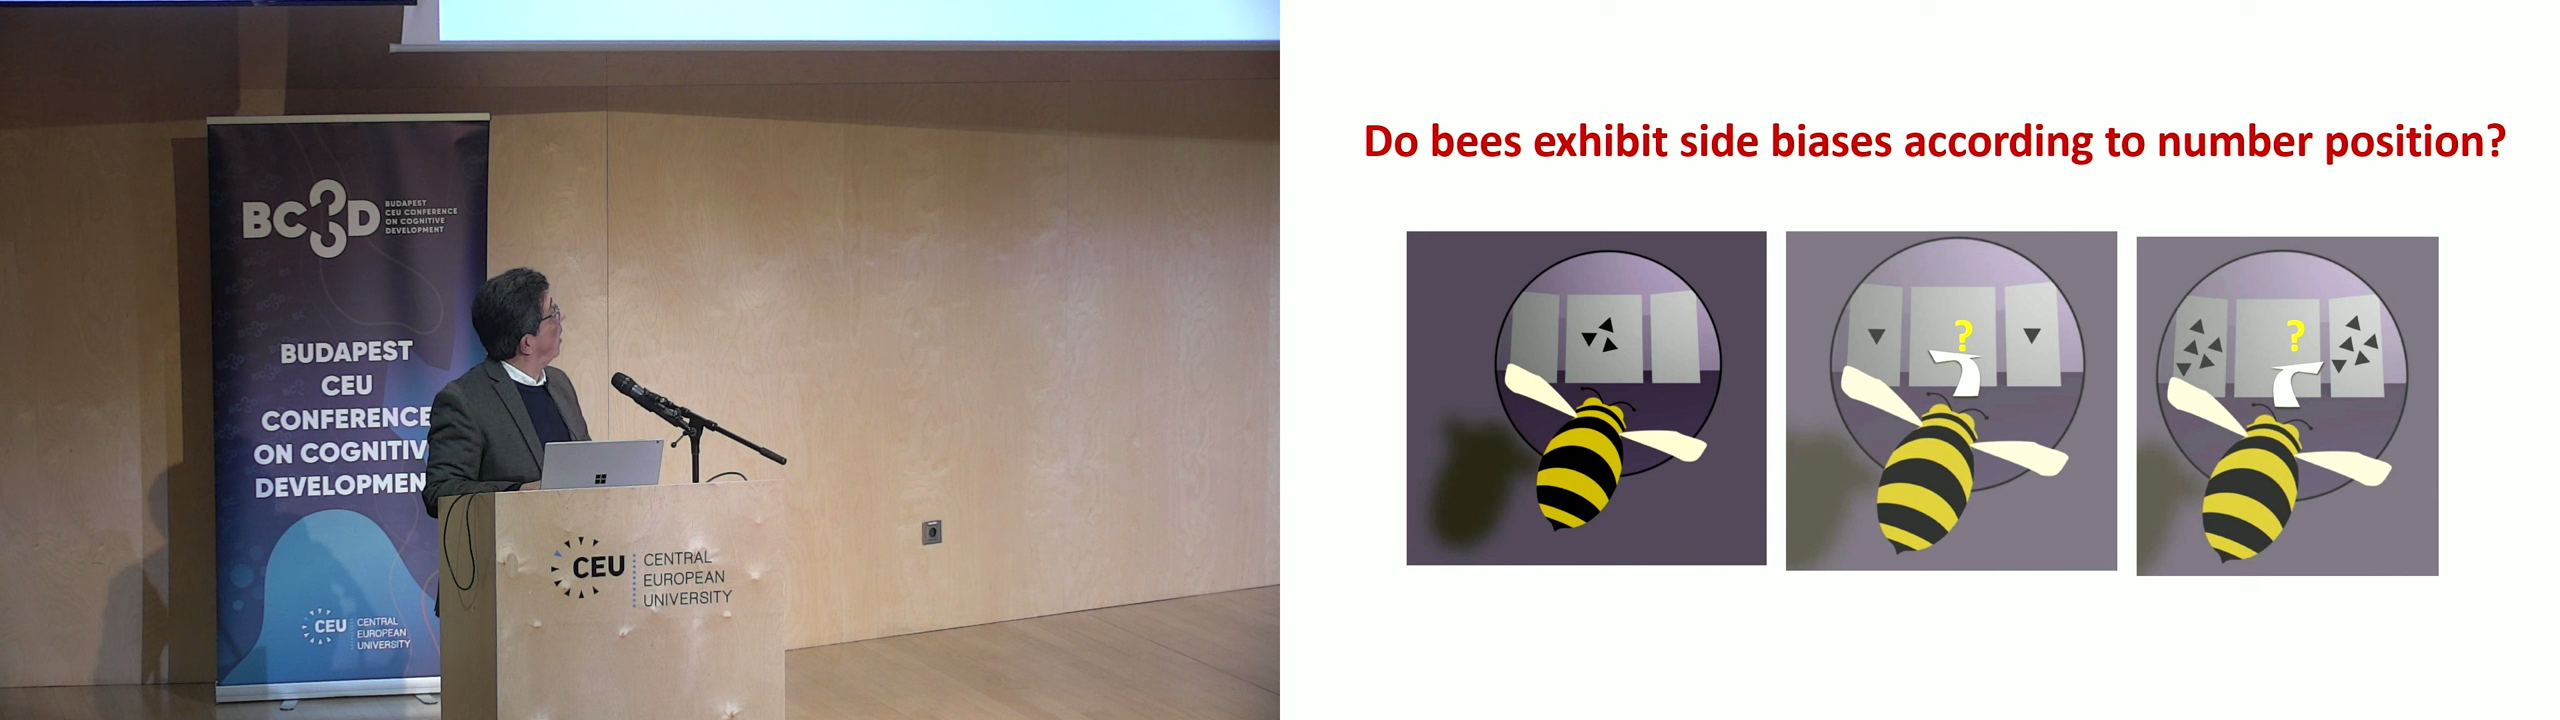 BC3D
BUDAPEST
CEU CONFERENCE
ON COGNITIVE
DEVELOPMENT
BUDAPEST
CEU
CONFERENCE
ON COGNITIV
DEVELOPMEN
CEU
CENTRAL
EUROPEAN
UNIVERSITY
CEU
CENTRAL
EUROPEAN
UNIVERSITY
Do bees exhibit side biases according to number position?
?
?